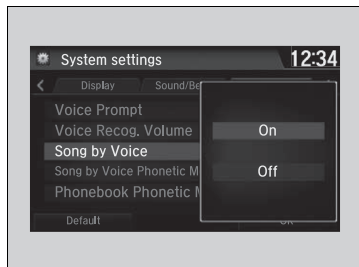 System settings
12:34
Display
Sound/Be
Voice Prompt
Voice Recog. Volume
Song by Voice
Song by Voice Phonetic M
Phonebook Phonetic
On
Off
Default